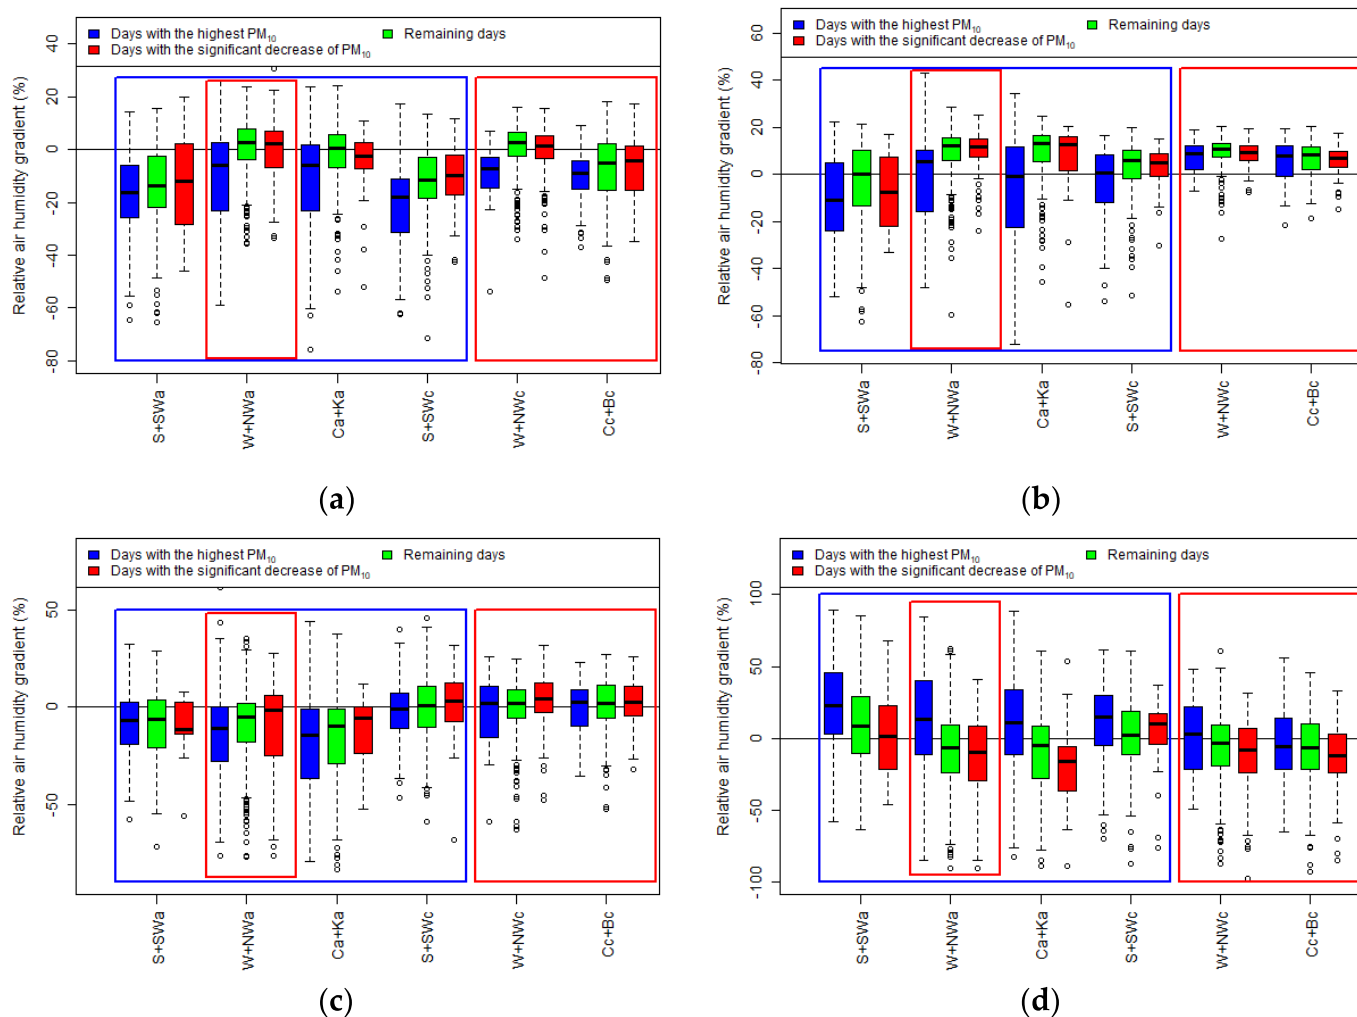 Days with the highest PM10
Remaining days
Days with the significant decrease of PM10
Relative air humidity gradient (%)
40
20
0
-20
-40
-60
-80
S+SWa
W+NWa
Ca+Ka
S+SWc
W+NWc
Cc+Bc
(a)
Days with the highest PM10
Remaining days
Days with the significant decrease of PM10
Relative air humidity gradient (%)
60
40
20
0
-20
-40
-60
-80
S+SWa
W+NWa
Ca+Ka
S+SWc
W+NWc
Cc+Bc
(b)
Days with the highest PM10
Remaining days
Days with the significant decrease of PM10
Relative air humidity gradient (%)
50
0
-50
S+SWa
W+NWa
Ca+Ka
S+SWc
W+NWc
Cc+Bc
(c)
Days with the highest PM10
Remaining days
Days with the significant decrease of PM10
Relative air humidity gradient (%)
100
50
0
-50
-100
S+SWa
W+NWa
Ca+Ka
S+SWc
W+NWc
Cc+Bc
(d)